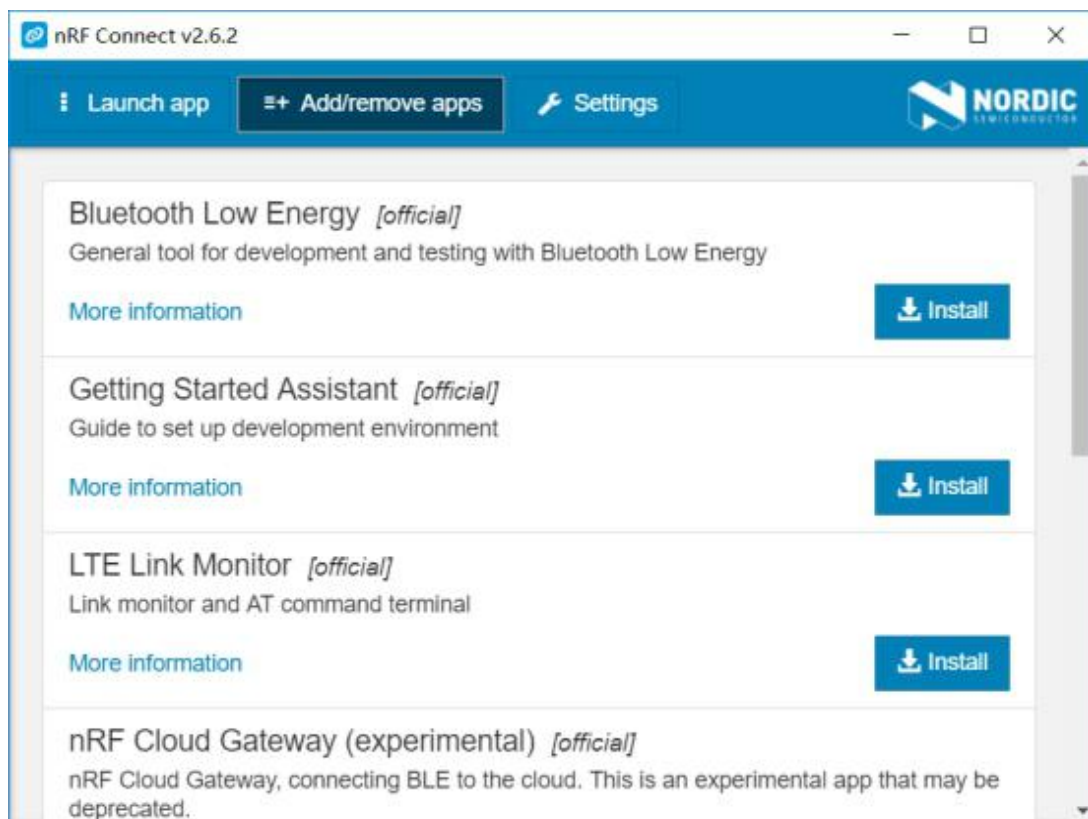 nRF Connect v2.6.2
Launch app Add/remove apps Settings NORDIC
SEMICONDUCTOR
Bluetooth Low Energy [official]
General tool for development and testing with Bluetooth Low Energy
More information Install
Getting Started Assistant [official]
Guide to set up development environment
More information Install
LTE Link Monitor [official]
Link monitor and AT command terminal
More information Install
nRF Cloud Gateway (experimental) [official]
nRF Cloud Gateway, connecting BLE to the cloud. This is an experimental app that may be
deprecated.